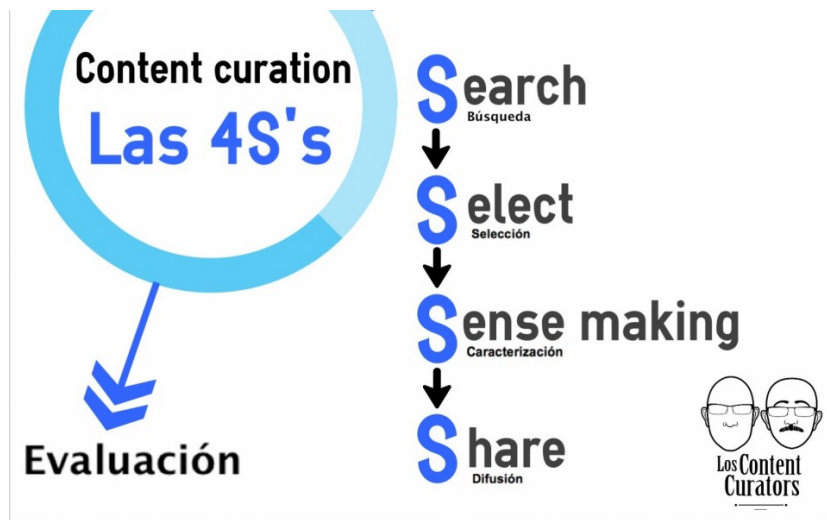 Content curation
Las 4S's
Evaluación
Search
Búsqueda
Select
Selección
Sense making
Caracterización
Share
Difusión
Los Content
Curators